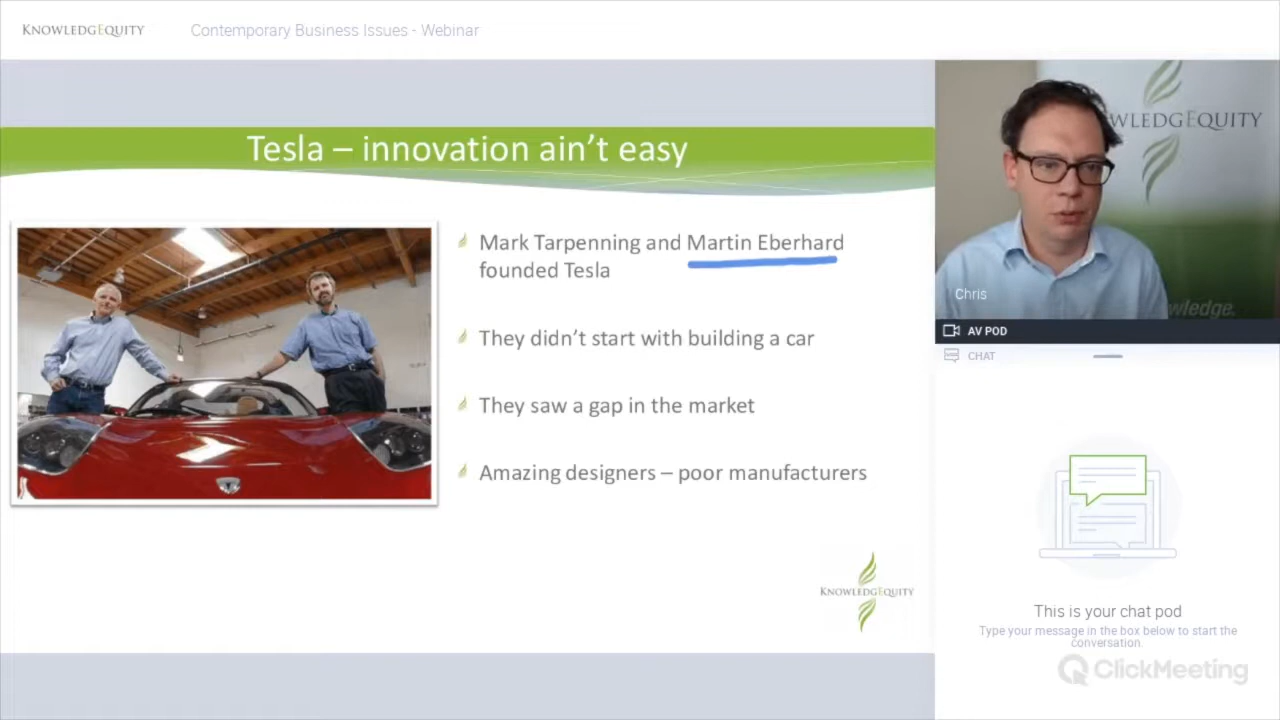 KNOWLEDGEQUITY
Contemporary Business Issues - Webinar
Tesla – innovation ain't easy
Mark Tarpenning and Martin Eberhard
founded Tesla
They didn't start with building a car
They saw a gap in the market
Amazing designers – poor manufacturers
KNOWLEDGEQUITY
WLEDGEQUITY
Chris
wledge.
AV POD
CHAT
This is your chat pod
Type your message in the box below to start the
conversation.
ClickMeeting